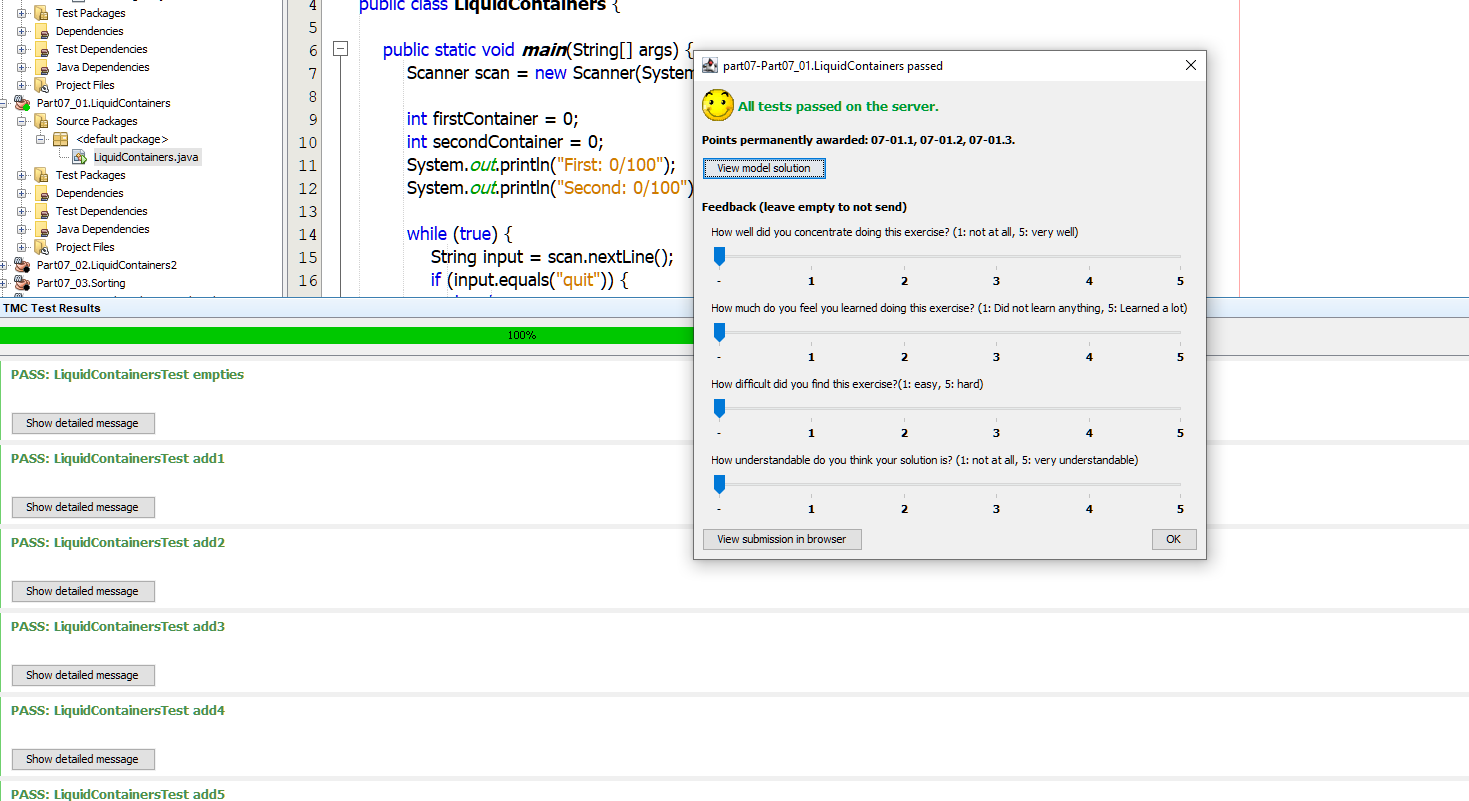 Test Packages
Dependencies
Test Dependencies
Java Dependencies
Project Files
Part07_01.LiquidContainers
Source Packages
<default package>
LiquidContainers.java
Test Packages
Dependencies
Test Dependencies
Java Dependencies
Project Files
Part07_02.LiquidContainers2
Part07_03.Sorting
4 public class LiquidContainers {
5
6 public static void main(String[] args) {
7 Scanner scan = new Scanner(System
8
9 int firstContainer = 0;
10 int secondContainer = 0;
11 System.out.println("First: 0/100");
12 System.out.println("Second: 0/100")
13
14 while (true) {
15 String input = scan.nextLine();
16 if (input.equals("quit")) {
part07-Part07_01.LiquidContainers passed
All tests passed on the server.
Points permanently awarded: 07-01.1, 07-01.2, 07-01.3.
View model solution
Feedback (leave empty to not send)
How well did you concentrate doing this exercise? (1: not at all, 5: very well)
- 1 2 3 4 5
How much do you feel you learned doing this exercise? (1: Did not learn anything, 5: Learned a lot)
- 1 2 3 4 5
How difficult did you find this exercise?(1: easy, 5: hard)
- 1 2 3 4 5
How understandable do you think your solution is? (1: not at all, 5: very understandable)
- 1 2 3 4 5
View submission in browser
OK
TMC Test Results
100%
PASS: LiquidContainersTest empties
Show detailed message
PASS: LiquidContainersTest add1
Show detailed message
PASS: LiquidContainersTest add2
Show detailed message
PASS: LiquidContainersTest add3
Show detailed message
PASS: LiquidContainersTest add4
Show detailed message
PASS: LiquidContainersTest add5